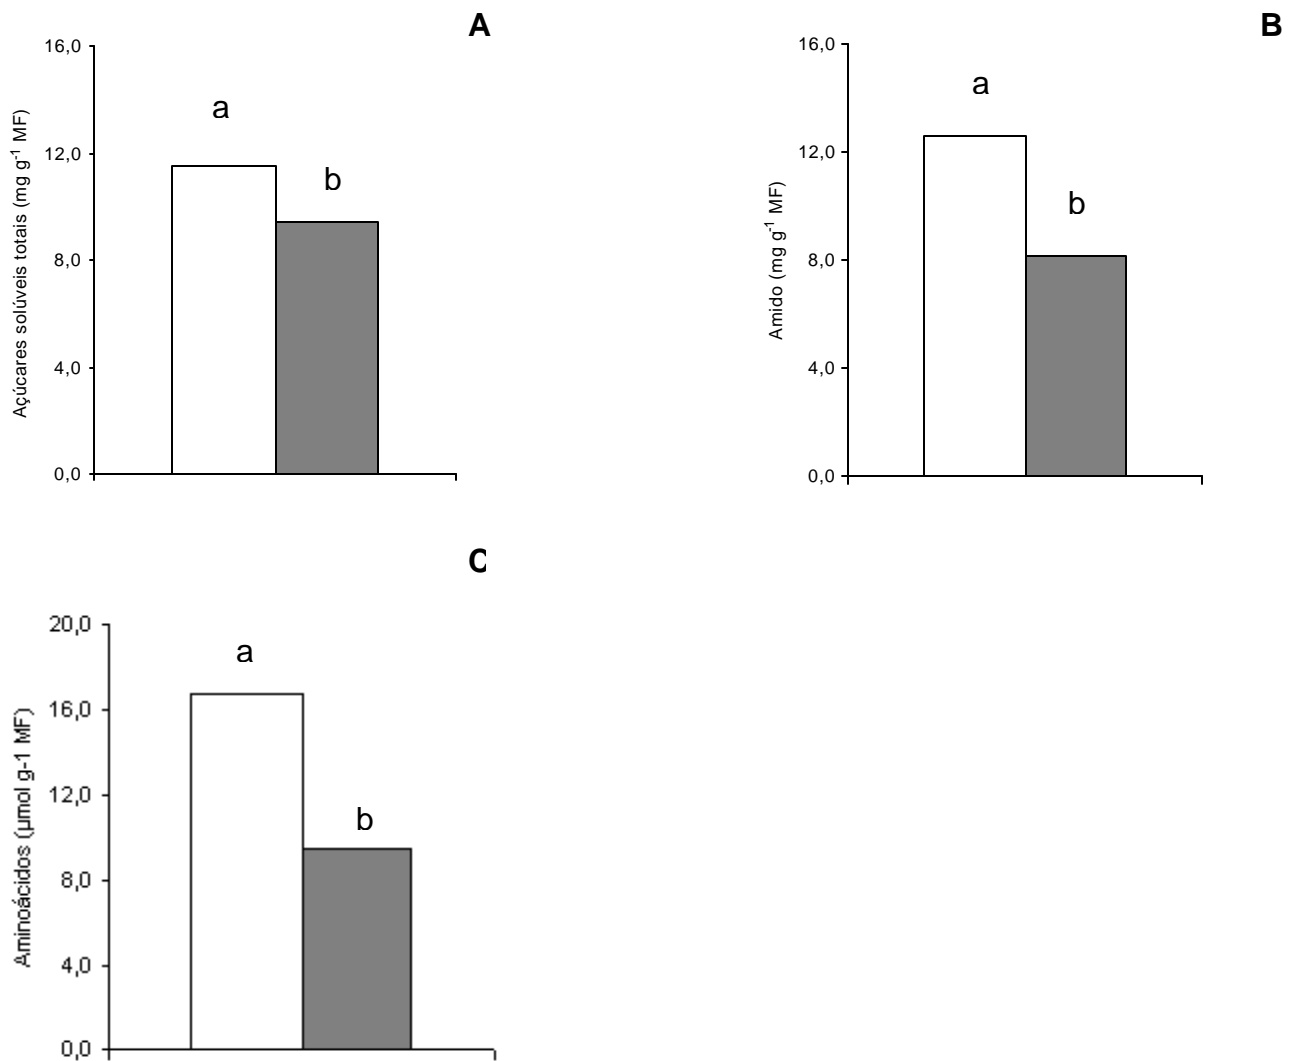 A
16,0
12,0
8,0
4,0
0,0
Açúcares solúveis totais (mg g⁻¹ MF)
a
b
B
16,0
12,0
8,0
4,0
0,0
Amido (mg g⁻¹ MF)
a
b
C
20,0
16,0
12,0
8,0
4,0
0,0
Aminoácidos (µmol g-1 MF)
a
b